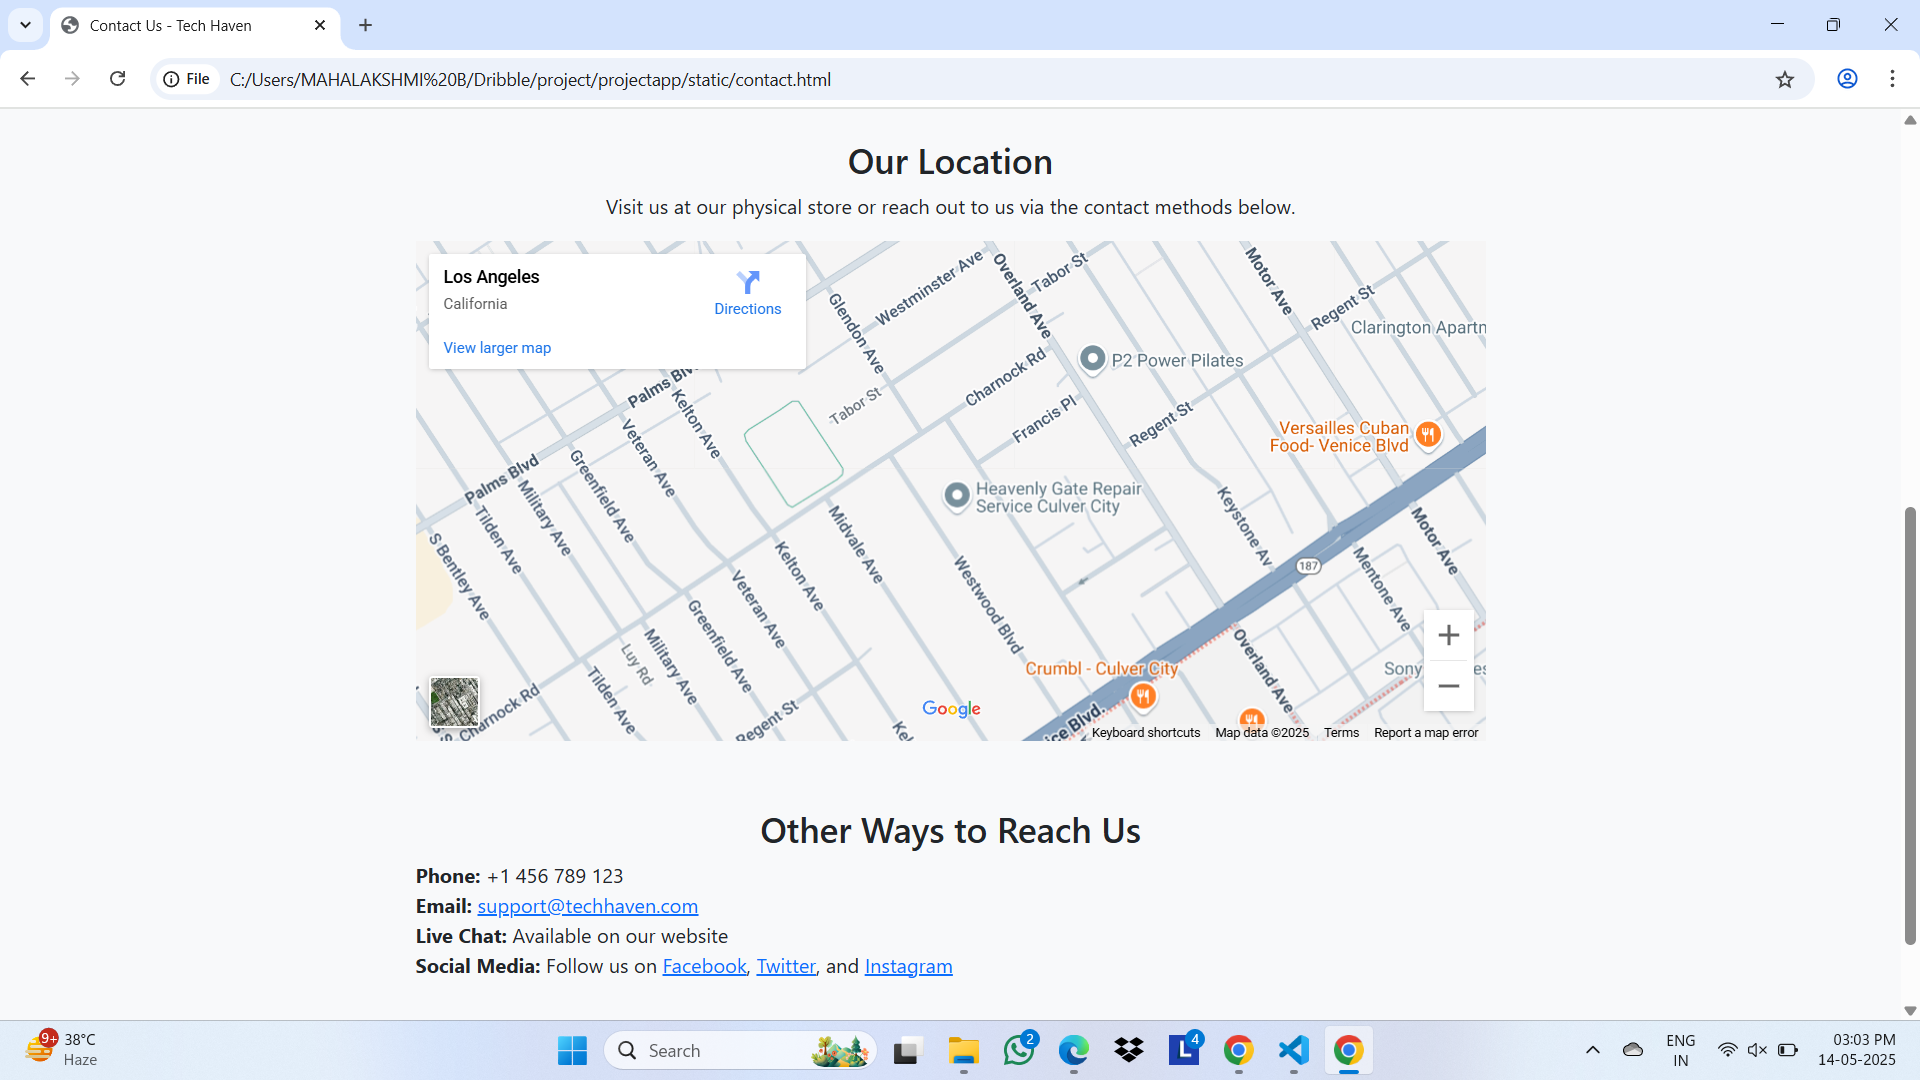 Contact Us - Tech Haven
File
C:/Users/MAHALAKSHMI%20B/Dribble/project/projectapp/static/contact.html
Our Location
Visit us at our physical store or reach out to us via the contact methods below.
Los Angeles
California
Directions
View larger map
Westminster Ave
Overland Ave
Tabor St
Motor Ave
Regent St
Clarington Apartn
Glendon Ave
P2 Power Pilates
Palms Blv
Kelton Ave
Tabor St
Charnock Rd
Francis Pl
Regent St
Versailles Cuban
Food- Venice Blvd
Veteran Ave
Greenfield Ave
Palms Blvd
Military Ave
Tilden Ave
S Bentley Ave
Heavenly Gate Repair
Service Culver City
Midvale Ave
Kelton Ave
Veteran Ave
Keystone Av
Motor Ave
187
Mentone Ave
Westwood Blvd
Greenfield Ave
Military Ave
Luy Rd
Tilden Ave
Charnock Rd
Regent St
Overland Ave
Crumbl - Culver City
Sony
es
Ke
ice Blvd.
Google
Keyboard shortcuts
Map data ©2025
Terms
Report a map error
Other Ways to Reach Us
Phone: +1 456 789 123
Email: support@techhaven.com
Live Chat: Available on our website
Social Media: Follow us on Facebook, Twitter, and Instagram
9+
38°C
Haze
Search
2
L
4
ENG
IN
03:03 PM
14-05-2025